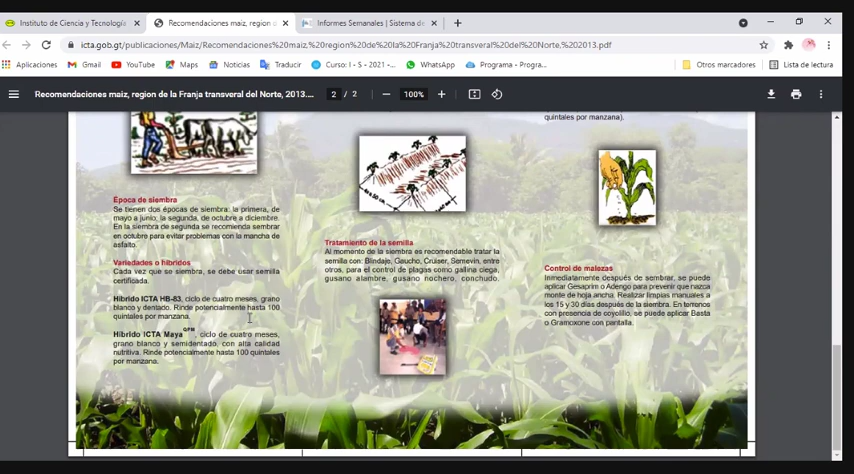 Instituto de Ciencia y Tecnología
Recomendaciones maiz, region d
Informes Semanales | Sistema de
icta.gob.gt/publicaciones/Maiz/Recomendaciones%20maiz,%20region%20de%20la%20Franja%20transveral%20del%20Norte,%202013.pdf
Aplicaciones
Gmail
YouTube
Maps
Noticias
Traducir
Curso: I - S - 2021 -...
WhatsApp
Programa - Progra...
Otros marcadores
Lista de lectura
Recomendaciones maiz, region de la Franja transveral del Norte, 2013....
2 / 2
100%
Época de siembra
Se tienen dos épocas de siembra: la primera, de
mayo a junio; la segunda, de octubre a diciembre.
En la siembra de segunda se recomienda sembrar
en octubre para evitar problemas con la mancha de
asfalto.
Variedades o híbridos
Cada vez que se siembra, se debe usar semilla
certificada.
Híbrido ICTA HB-83, ciclo de cuatro meses, grano
blanco y dentado. Rinde potencialmente hasta 100
quintales por manzana.
Híbrido ICTA Maya QPM, ciclo de cuatro meses,
grano blanco y semidentado, con alta calidad
nutritiva. Rinde potencialmente hasta 100 quintales
por manzana.
Tratamiento de la semilla
Al momento de la siembra es recomendable tratar la
semilla con: Blindaje, Gaucho, Cruiser, Semevin, entre
otros, para el control de plagas como gallina ciega,
gusano alambre, gusano nochero, conchudo.
quintales por manzana).
Control de malezas
Inmediatamente después de sembrar, se puede
aplicar Gesaprim o Adengo para prevenir que nazca
monte de hoja ancha. Realizar limpias manuales a
los 15 y 30 días después de la siembra. En terrenos
con presencia de coyolillo, se puede aplicar Basta
o Gramoxone con pantalla.